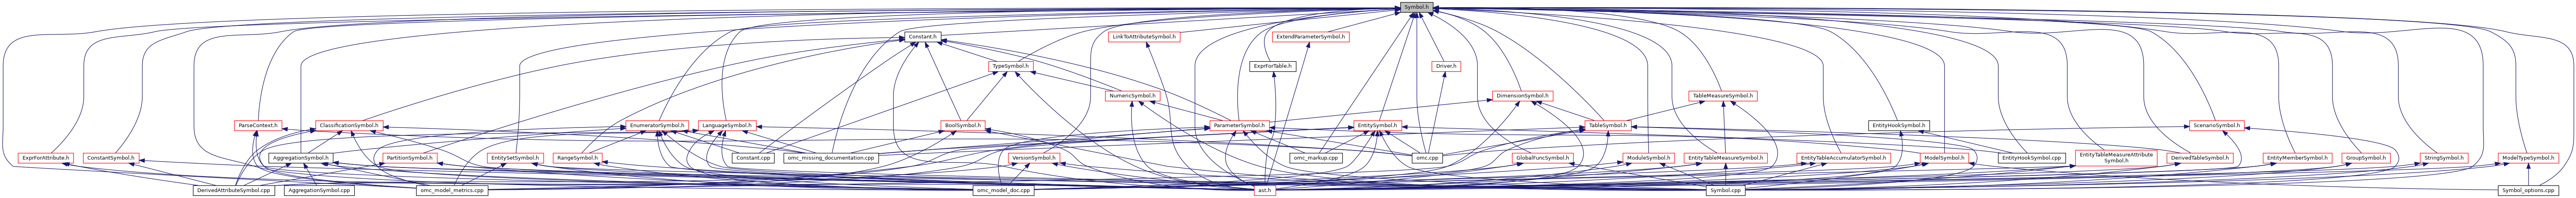 Symbol.h
Constant.h
LinkToAttributeSymbol.h
ExtendParameterSymbol.h
TypeSymbol.h
ExprForTable.h
Driver.h
NumericSymbol.h
DimensionSymbol.h
TableMeasureSymbol.h
ParseContext.h
ClassificationSymbol.h
EnumeratorSymbol.h
LanguageSymbol.h
BoolSymbol.h
ParameterSymbol.h
EntitySymbol.h
TableSymbol.h
EntityHookSymbol.h
ScenarioSymbol.h
ExprForAttribute.h
ConstantSymbol.h
AggregationSymbol.h
PartitionSymbol.h
EntitySetSymbol.h
RangeSymbol.h
Constant.cpp
omc_missing_documentation.cpp
VersionSymbol.h
omc_markup.cpp
omc.cpp
GlobalFuncSymbol.h
ModuleSymbol.h
EntityTableMeasureSymbol.h
EntityTableAccumulatorSymbol.h
ModelSymbol.h
EntityHookSymbol.cpp
EntityTableMeasureAttribute
Symbol.h
DerivedTableSymbol.h
EntityMemberSymbol.h
GroupSymbol.h
StringSymbol.h
ModelTypeSymbol.h
DerivedAttributeSymbol.cpp
AggregationSymbol.cpp
omc_model_metrics.cpp
omc_model_doc.cpp
ast.h
Symbol.cpp
Symbol_options.cpp